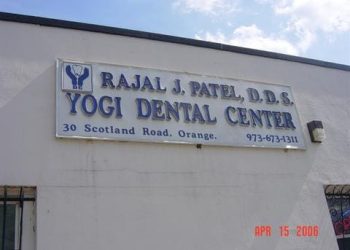 RAJAL J. PATEL, D.D.S.
YOGI DENTAL CENTER
30 Scotland Road, Orange. 973-673-1311
APR 15 2006